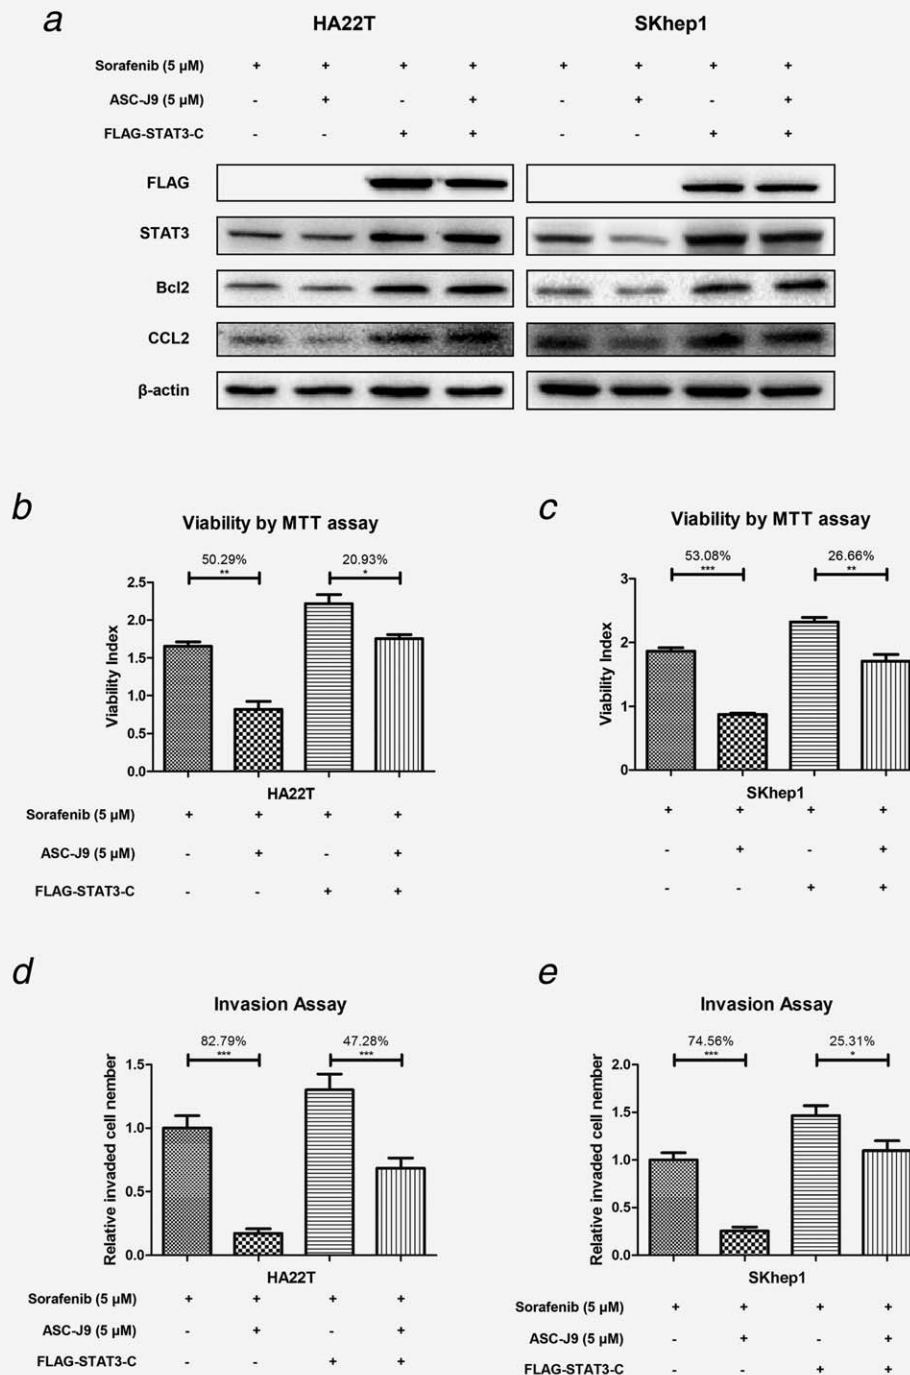 a
HA22T SKhep1
Sorafenib (5 µM) + + + + + + + +
ASC-J9 (5 µM) - + - + - + - +
FLAG-STAT3-C - - + + - - + +
FLAG
STAT3
Bcl2
CCL2
β-actin
b
Viability by MTT assay
50.29% 20.93%
** *
Viability Index
2.5
2.0
1.5
1.0
0.5
0.0
HA22T
Sorafenib (5 µM) + + + +
ASC-J9 (5 µM) - + - +
FLAG-STAT3-C - - + +
c
Viability by MTT assay
53.08% 26.66%
*** **
Viability Index
3
2
1
0
SKhep1
+ + + +
- + - +
- - + +
d
Invasion Assay
82.79% 47.28%
*** ***
Relative invaded cell nember
1.5
1.0
0.5
0.0
HA22T
Sorafenib (5 µM) + + + +
ASC-J9 (5 µM) - + - +
FLAG-STAT3-C - - + +
e
Invasion Assay
74.56% 25.31%
*** *
Relative invaded cell nember
2.0
1.5
1.0
0.5
0.0
SKhep1
Sorafenib (5 µM) + + + +
ASC-J9 (5 µM) - + - +
FLAG-STAT3-C - - + +